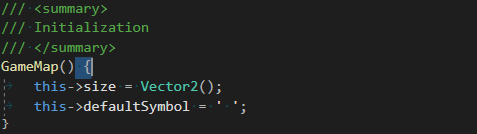 /// <summary>
/// Initialization
/// </summary>
GameMap() {
    this->size = Vector2();
    this->defaultSymbol = ' ';
}